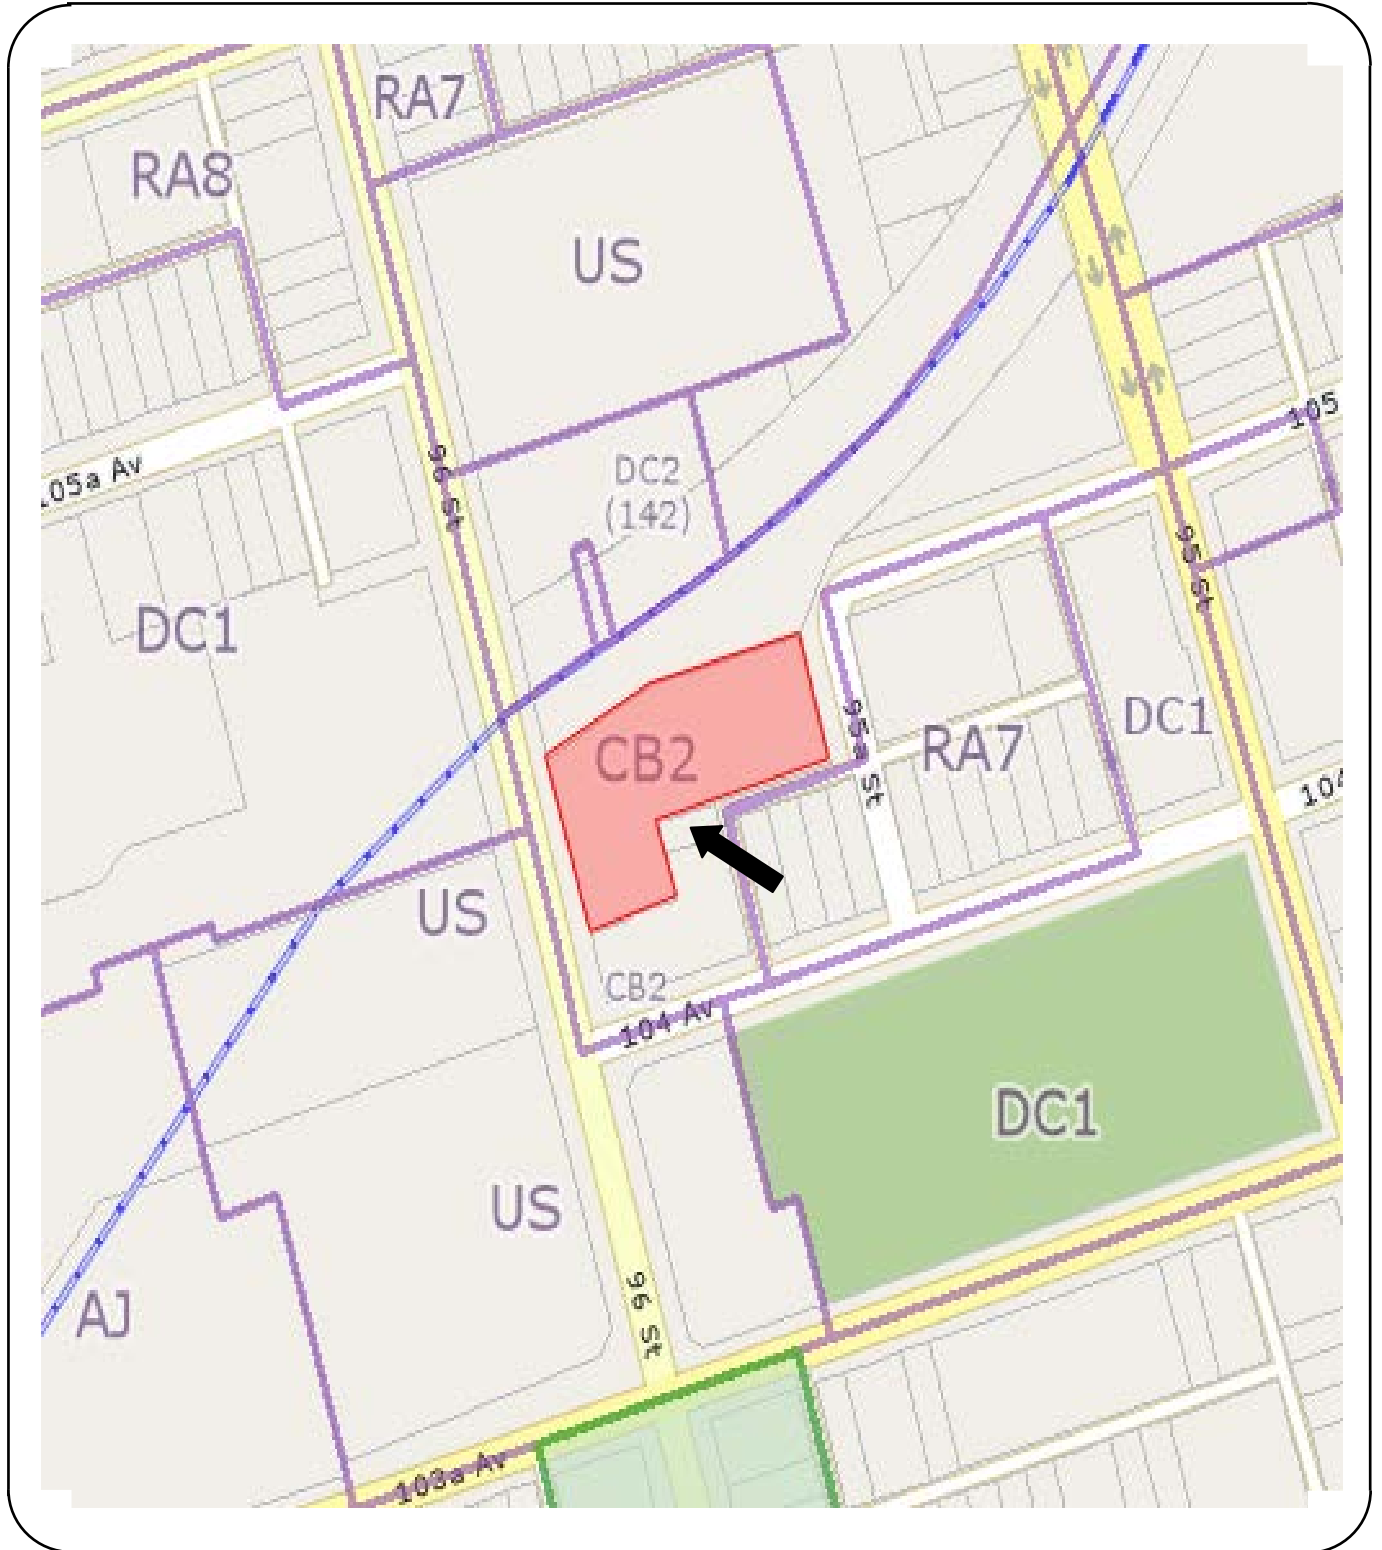 RA7
RA8
US
105
105a Av
96 St
DC2
(142)
95 St
DC1
CB2
95a St
RA7
DC1
104
US
CB2
104 Av
DC1
US
96 St
AJ
103a Av